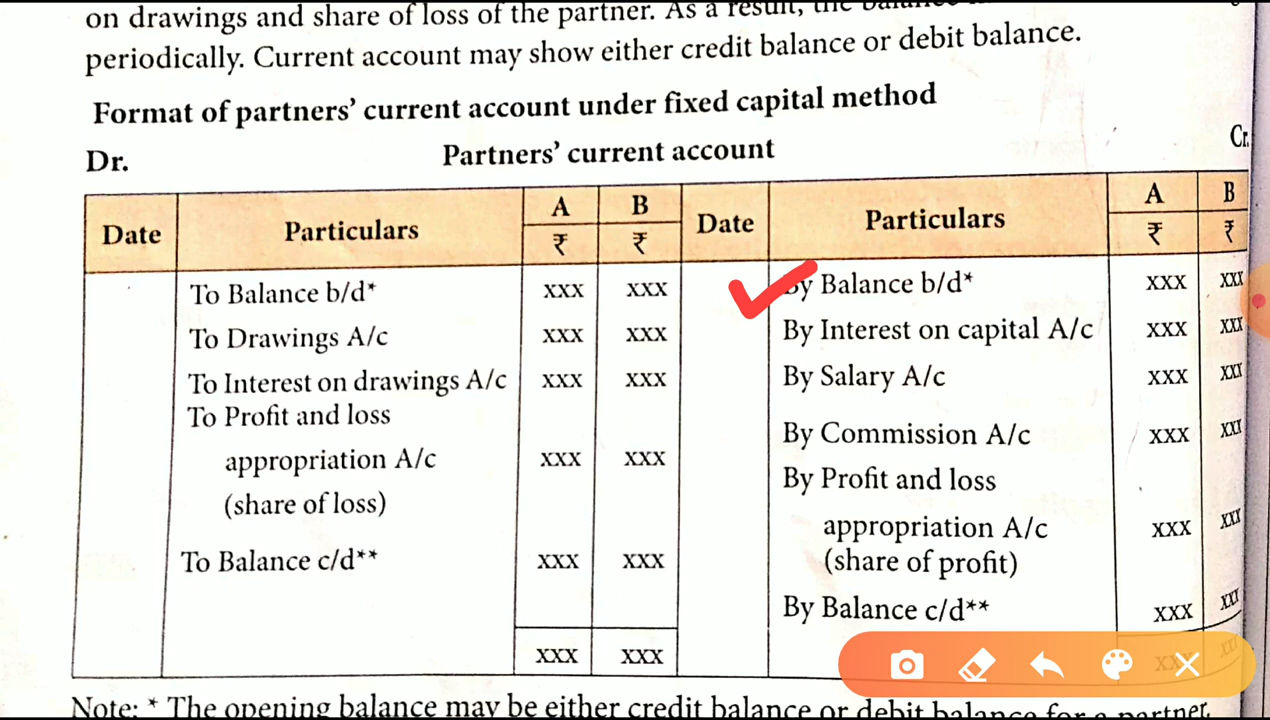 on drawings and share of loss of the partner. As a result, the
periodically. Current account may show either credit balance or debit balance.
Format of partners’ current account under fixed capital method
Dr. Partners’ current account Cr.
Date Particulars A B Date Particulars A B
₹ ₹ ₹ ₹
To Balance b/d* xxx xxx By Balance b/d* xxx xxx
To Drawings A/c xxx xxx By Interest on capital A/c xxx xxx
To Interest on drawings A/c xxx xxx By Salary A/c xxx xxx
To Profit and loss By Commission A/c xxx xxx
appropriation A/c xxx xxx By Profit and loss
(share of loss) appropriation A/c xxx xxx
(share of profit)
To Balance c/d** xxx xxx By Balance c/d** xxx xxx
xxx xxx
Note: * The opening balance may be either credit balance or debit balance for a partner.